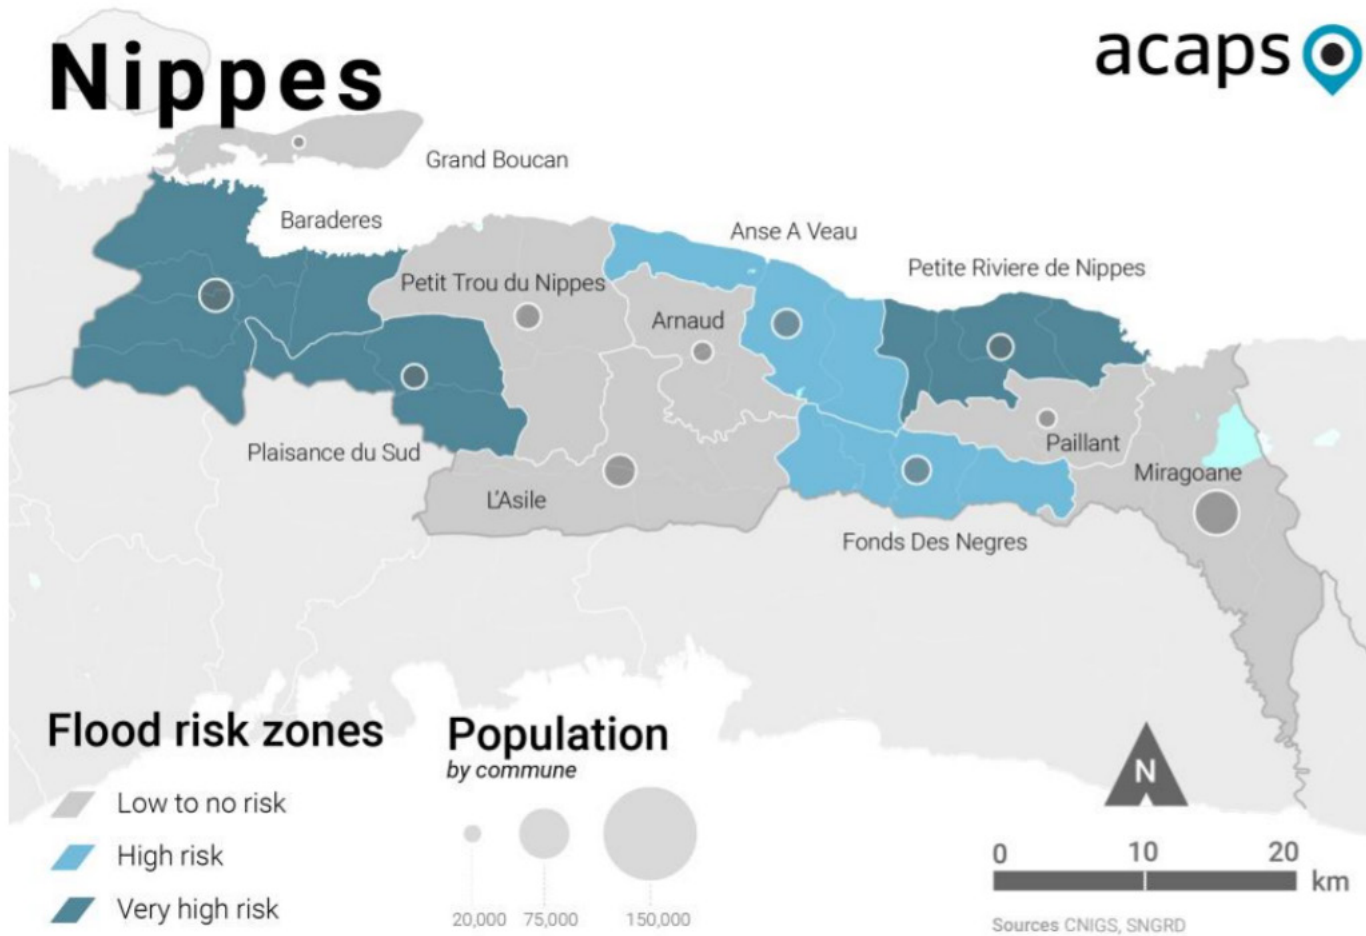 Nippes
acaps
Grand Boucan
Baraderes
Anse A Veau
Petite Riviere de Nippes
Petit Trou du Nippes
Arnaud
Plaisance du Sud
Paillant
Miragoane
L'Asile
Fonds Des Negres
Flood risk zones
Low to no risk
High risk
Very high risk
Population
by commune
20,000 75,000 150,000
N
0 10 20
km
Sources CNIGS, SNGRD